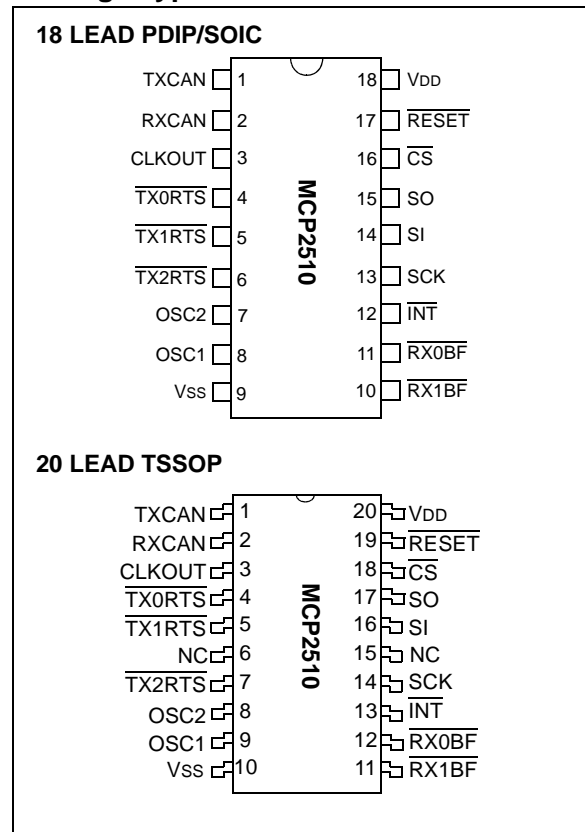 18 LEAD PDIP/SOIC
TXCAN 1 18 VDD
RXCAN 2 17 RESET
CLKOUT 3 16 CS
TX0RTS 4 15 SO
TX1RTS 5 14 SI
TX2RTS 6 13 SCK
OSC2 7 12 INT
OSC1 8 11 RX0BF
VSS 9 10 RX1BF
MCP2510
20 LEAD TSSOP
TXCAN 1 20 VDD
RXCAN 2 19 RESET
CLKOUT 3 18 CS
TX0RTS 4 17 SO
TX1RTS 5 16 SI
NC 6 15 NC
TX2RTS 7 14 SCK
OSC2 8 13 INT
OSC1 9 12 RX0BF
VSS 10 11 RX1BF
MCP2510